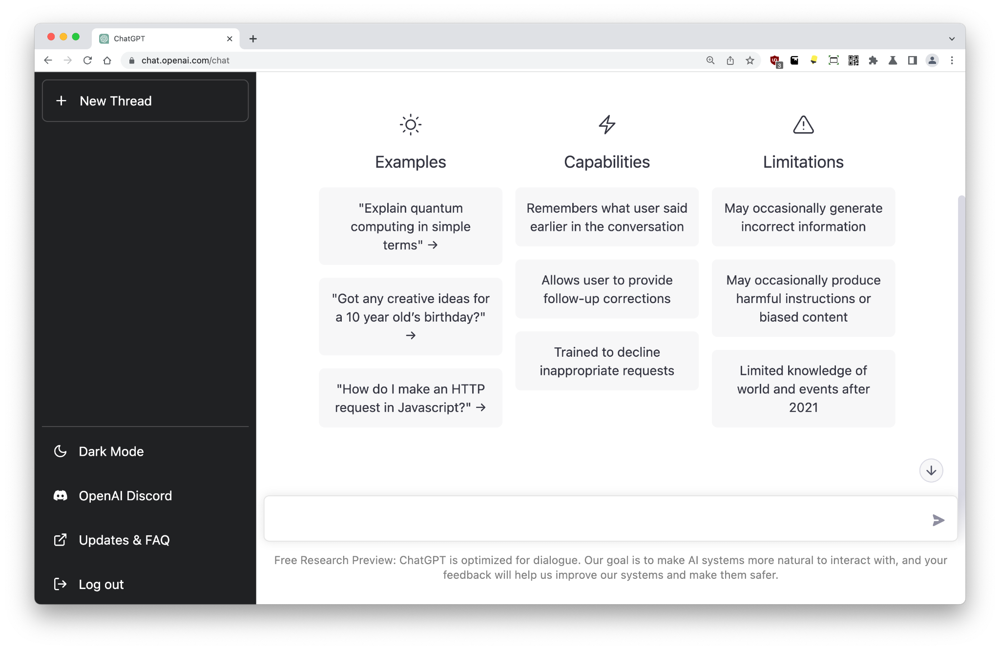 ChatGPT
chat.openai.com/chat
3
New Thread
Dark Mode
OpenAI Discord
Updates & FAQ
Log out
Examples
"Explain quantum
computing in simple
terms" →
"Got any creative ideas for
a 10 year old’s birthday?"
→
"How do I make an HTTP
request in Javascript?" →
Capabilities
Remembers what user said
earlier in the conversation
Allows user to provide
follow-up corrections
Trained to decline
inappropriate requests
Limitations
May occasionally generate
incorrect information
May occasionally produce
harmful instructions or
biased content
Limited knowledge of
world and events after
2021
Free Research Preview: ChatGPT is optimized for dialogue. Our goal is to make AI systems more natural to interact with, and your
feedback will help us improve our systems and make them safer.